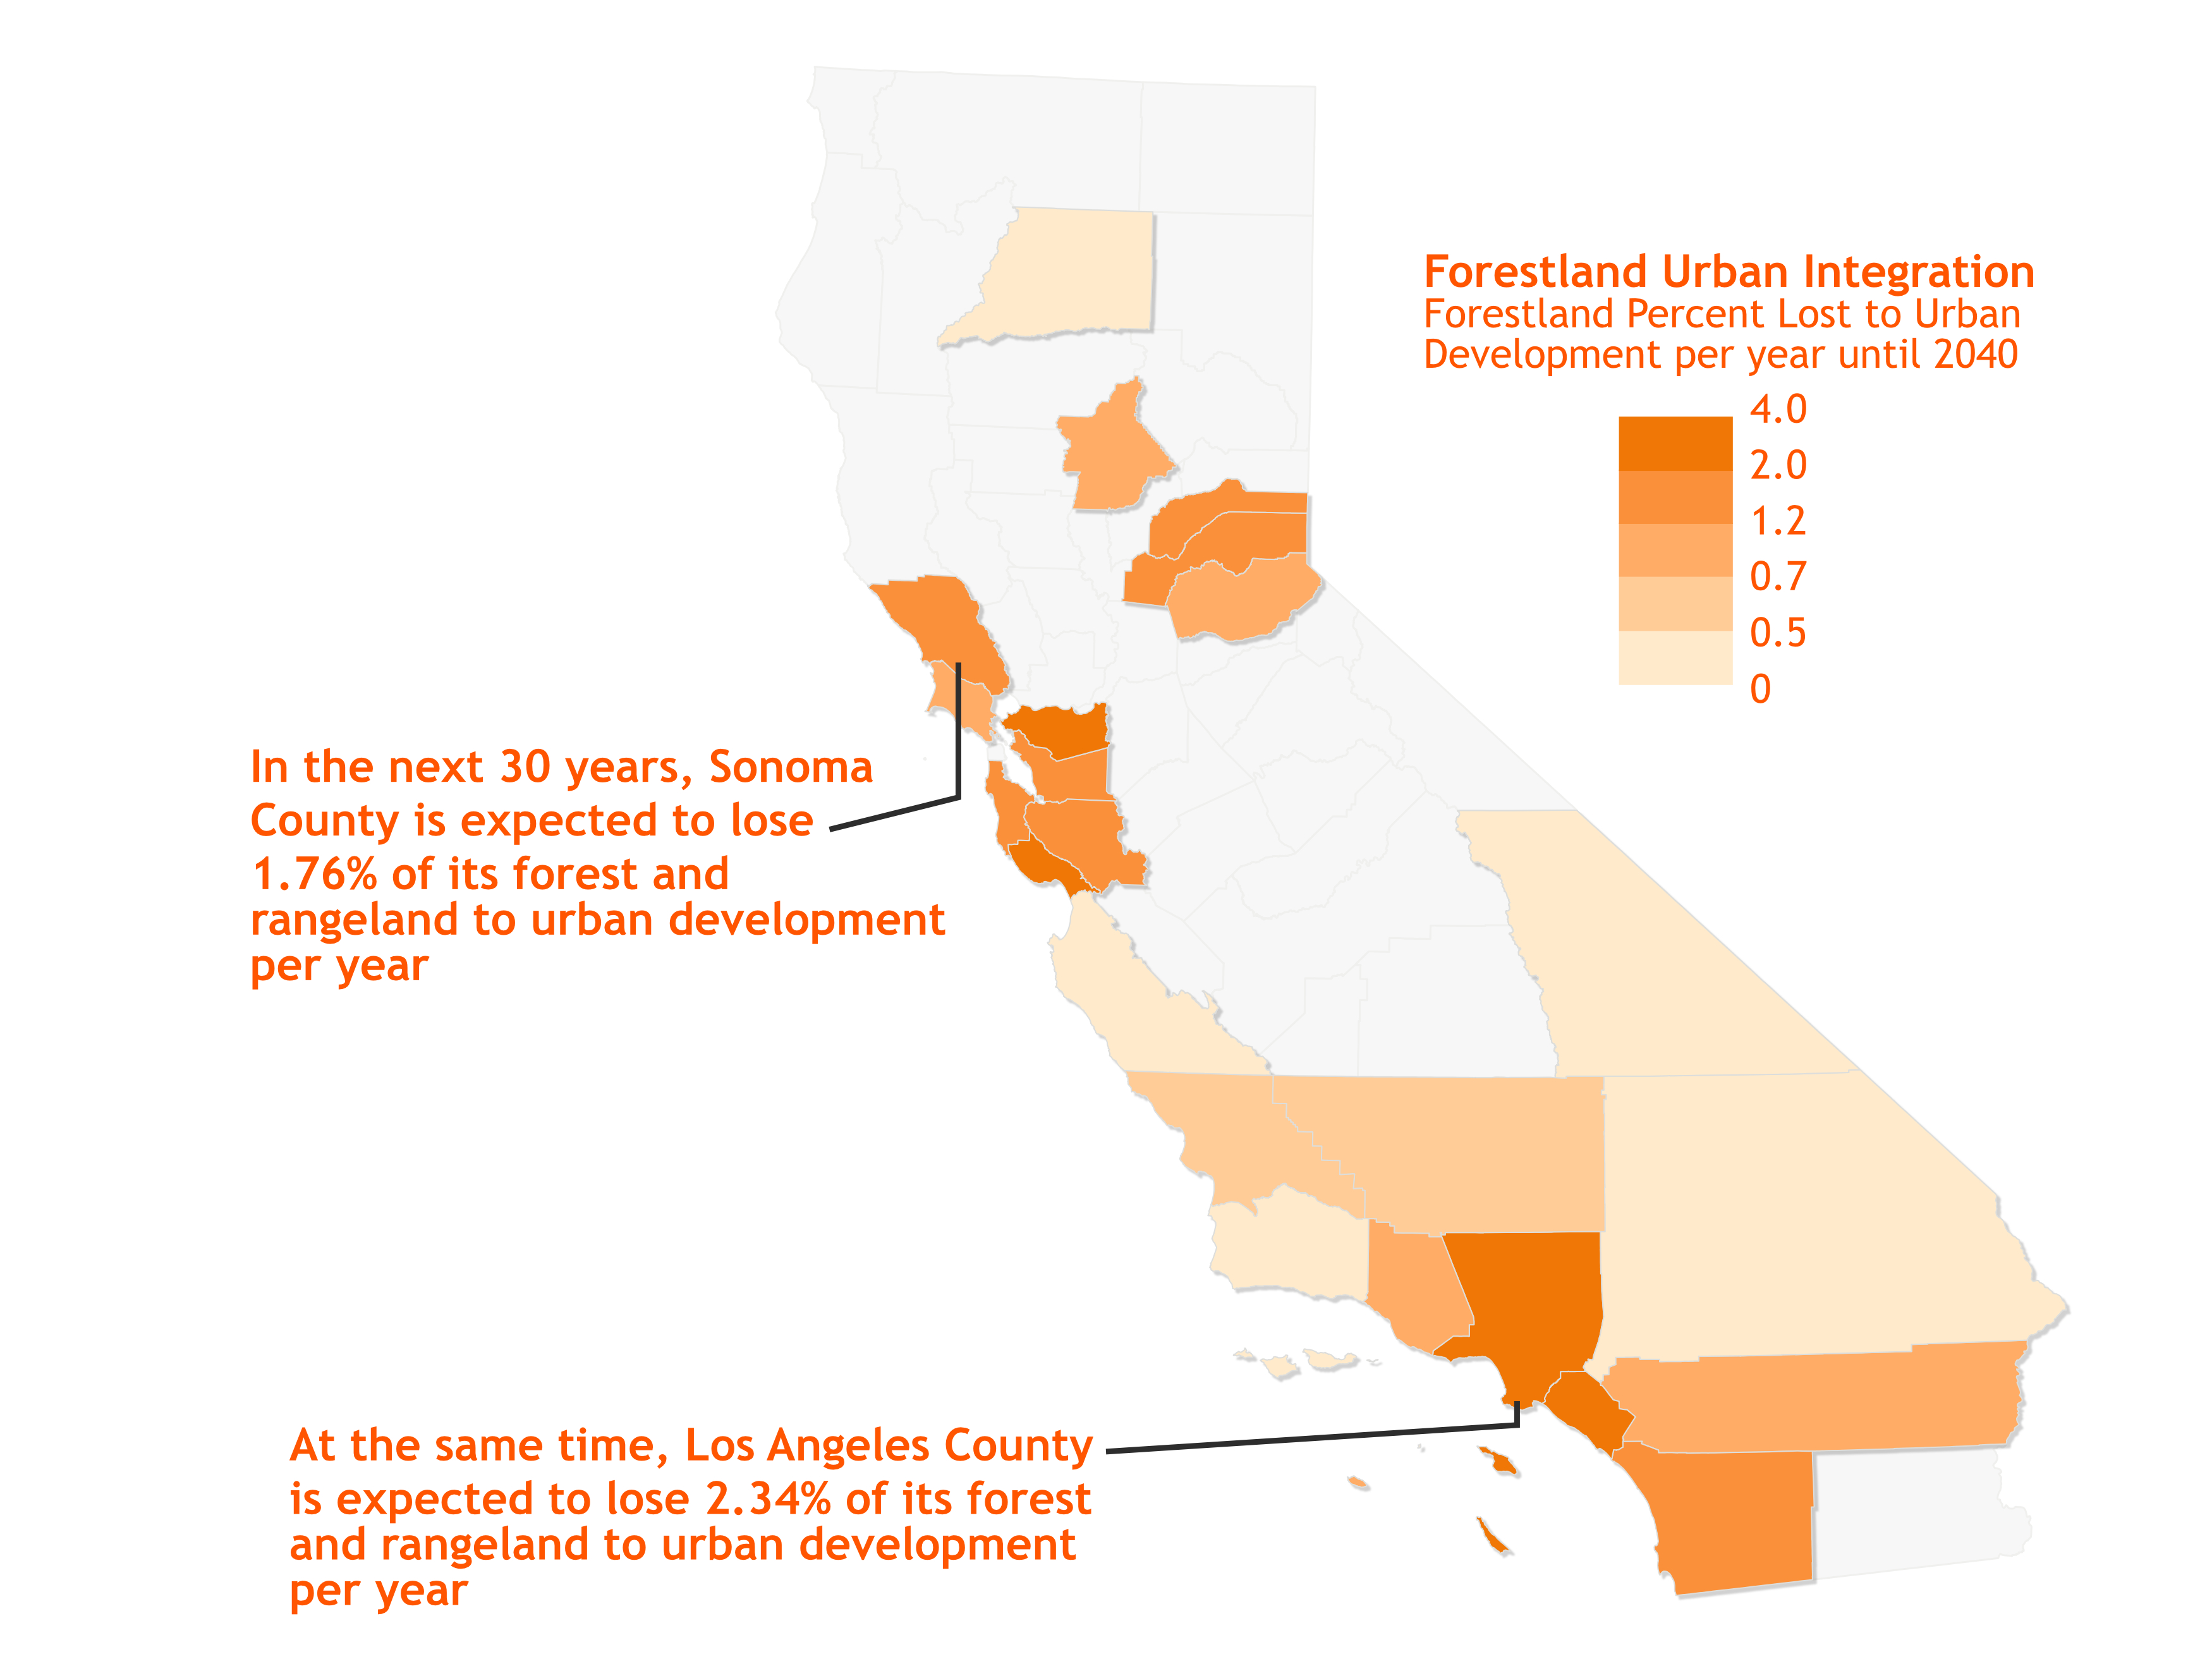 Forestland Urban Integration
Forestland Percent Lost to Urban
Development per year until 2040
4.0
2.0
1.2
0.7
0.5
0
In the next 30 years, Sonoma
County is expected to lose
1.76% of its forest and
rangeland to urban development
per year
At the same time, Los Angeles County
is expected to lose 2.34% of its forest
and rangeland to urban development
per year